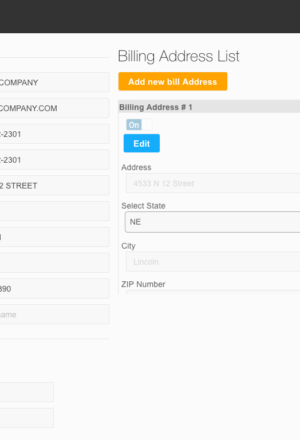 Billing Address List
COMPANY
Add new bill Address
COMPANY.COM
Billing Address # 1
On
-2301
Edit
-2301
Address
2 STREET
4533 N 12 Street
Select State
NE
City
Lincoln
ZIP Number
390
ame